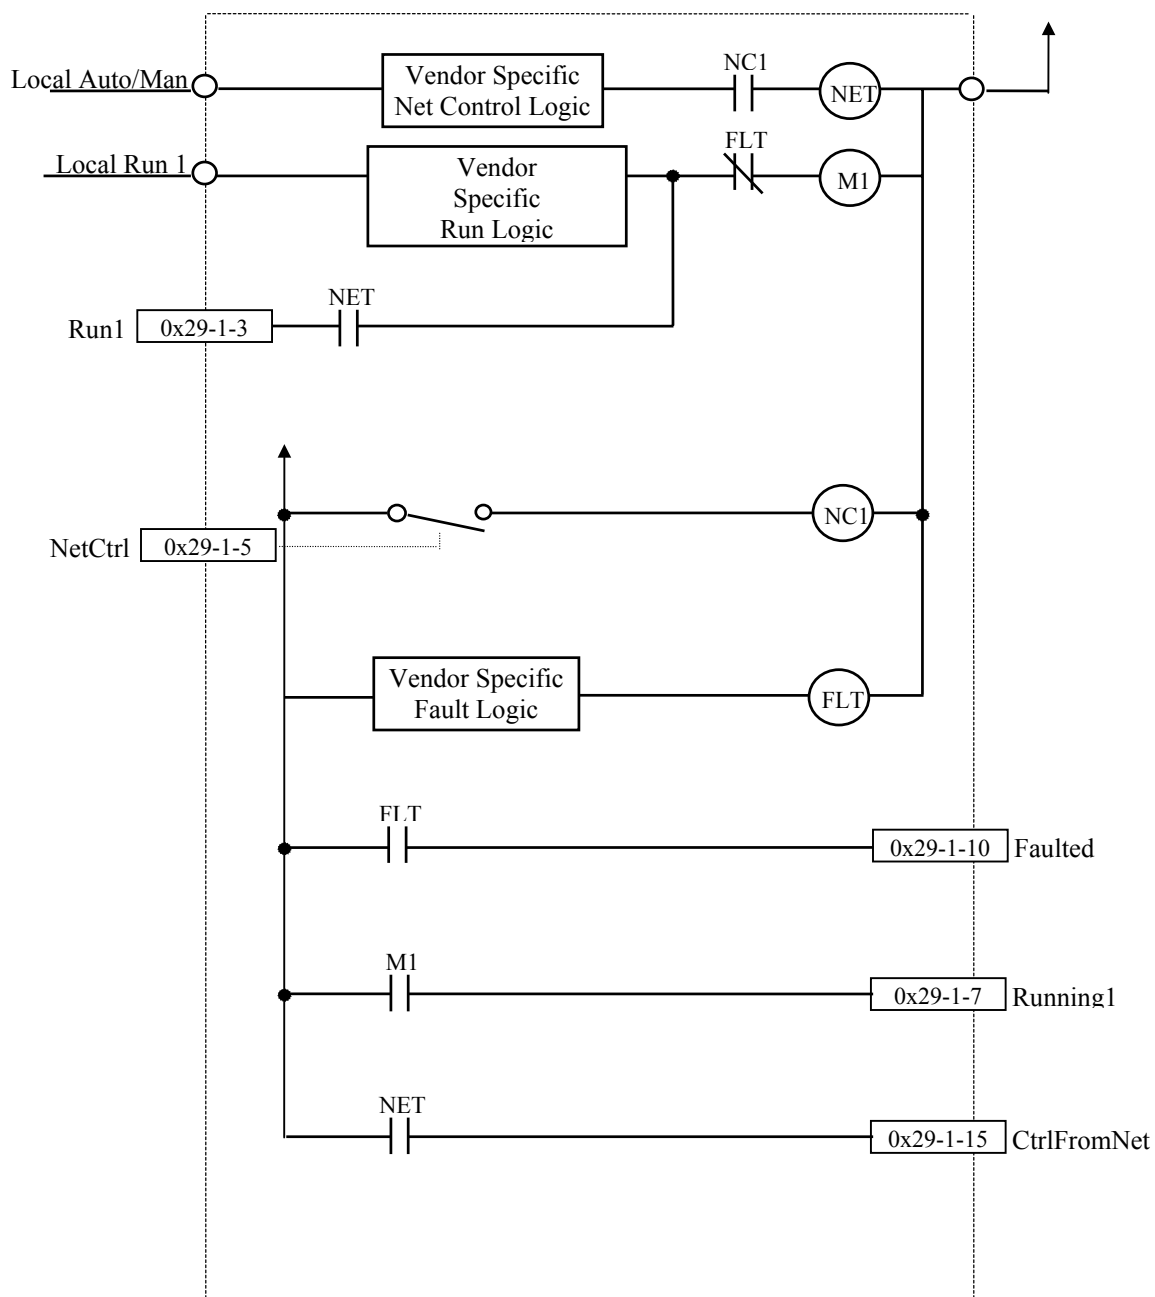 Local Auto/Man
Vendor Specific
Net Control Logic
NC1
NET
Local Run 1
Vendor
Specific
Run Logic
FLT
M1
NET
Run1
0x29-1-3
NC1
NetCtrl
0x29-1-5
Vendor Specific
Fault Logic
FLT
FLT
0x29-1-10
Faulted
M1
0x29-1-7
Running1
NET
0x29-1-15
CtrlFromNet